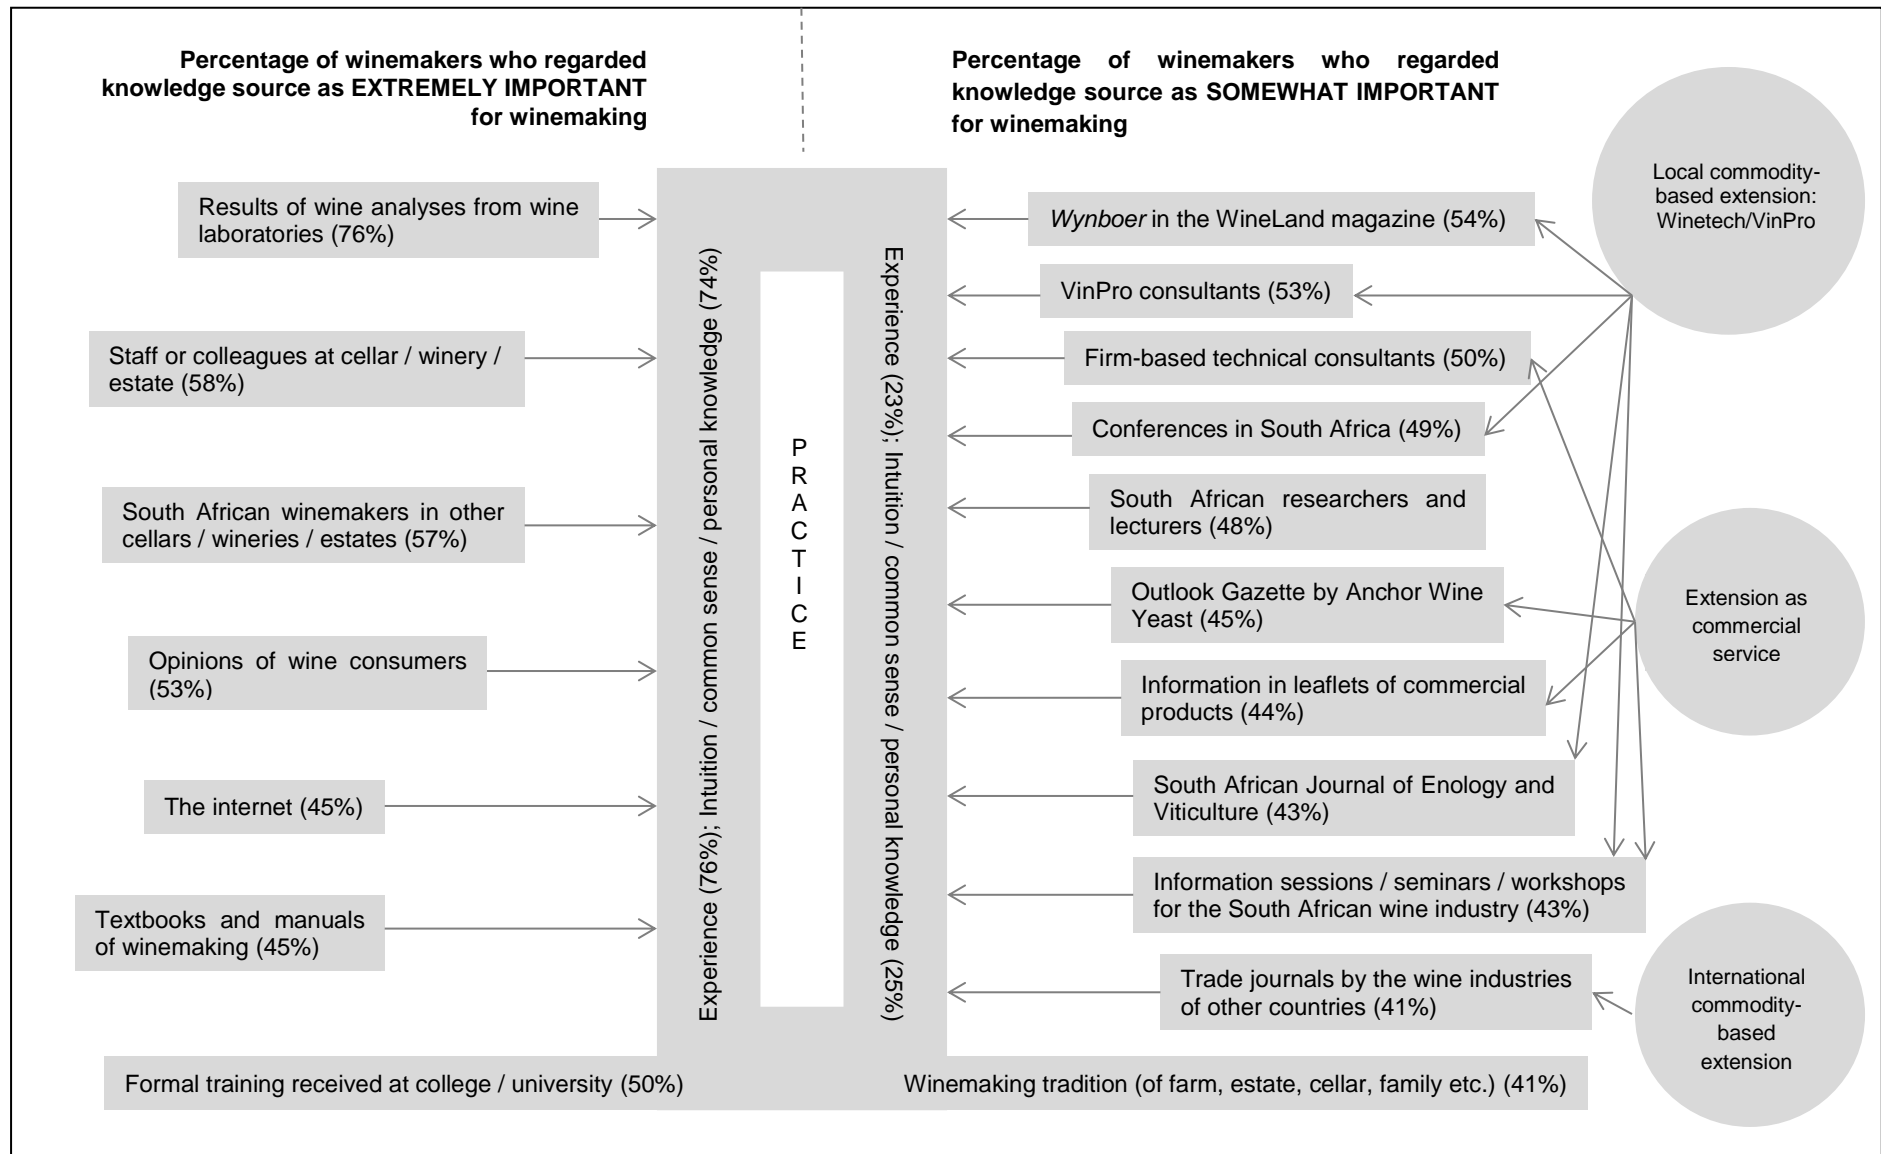 Percentage of winemakers who regarded
knowledge source as EXTREMELY IMPORTANT
for winemaking
Results of wine analyses from wine
laboratories (76%)
Staff or colleagues at cellar / winery /
estate (58%)
South African winemakers in other
cellars / wineries / estates (57%)
Opinions of wine consumers
(53%)
The internet (45%)
Textbooks and manuals
of winemaking (45%)
Formal training received at college / university (50%)
Experience (76%); Intuition / common sense / personal knowledge (74%)
P
R
A
C
T
I
C
E
Experience (23%); Intuition / common sense / personal knowledge (25%)
Percentage of winemakers who regarded
knowledge source as SOMEWHAT IMPORTANT
for winemaking
Wynboer in the WineLand magazine (54%)
VinPro consultants (53%)
Firm-based technical consultants (50%)
Conferences in South Africa (49%)
South African researchers and
lecturers (48%)
Outlook Gazette by Anchor Wine
Yeast (45%)
Information in leaflets of commercial
products (44%)
South African Journal of Enology and
Viticulture (43%)
Information sessions / seminars / workshops
for the South African wine industry (43%)
Trade journals by the wine industries
of other countries (41%)
Winemaking tradition (of farm, estate, cellar, family etc.) (41%)
Local commodity-
based extension:
Winetech/VinPro
Extension as
commercial
service
International
commodity-
based
extension